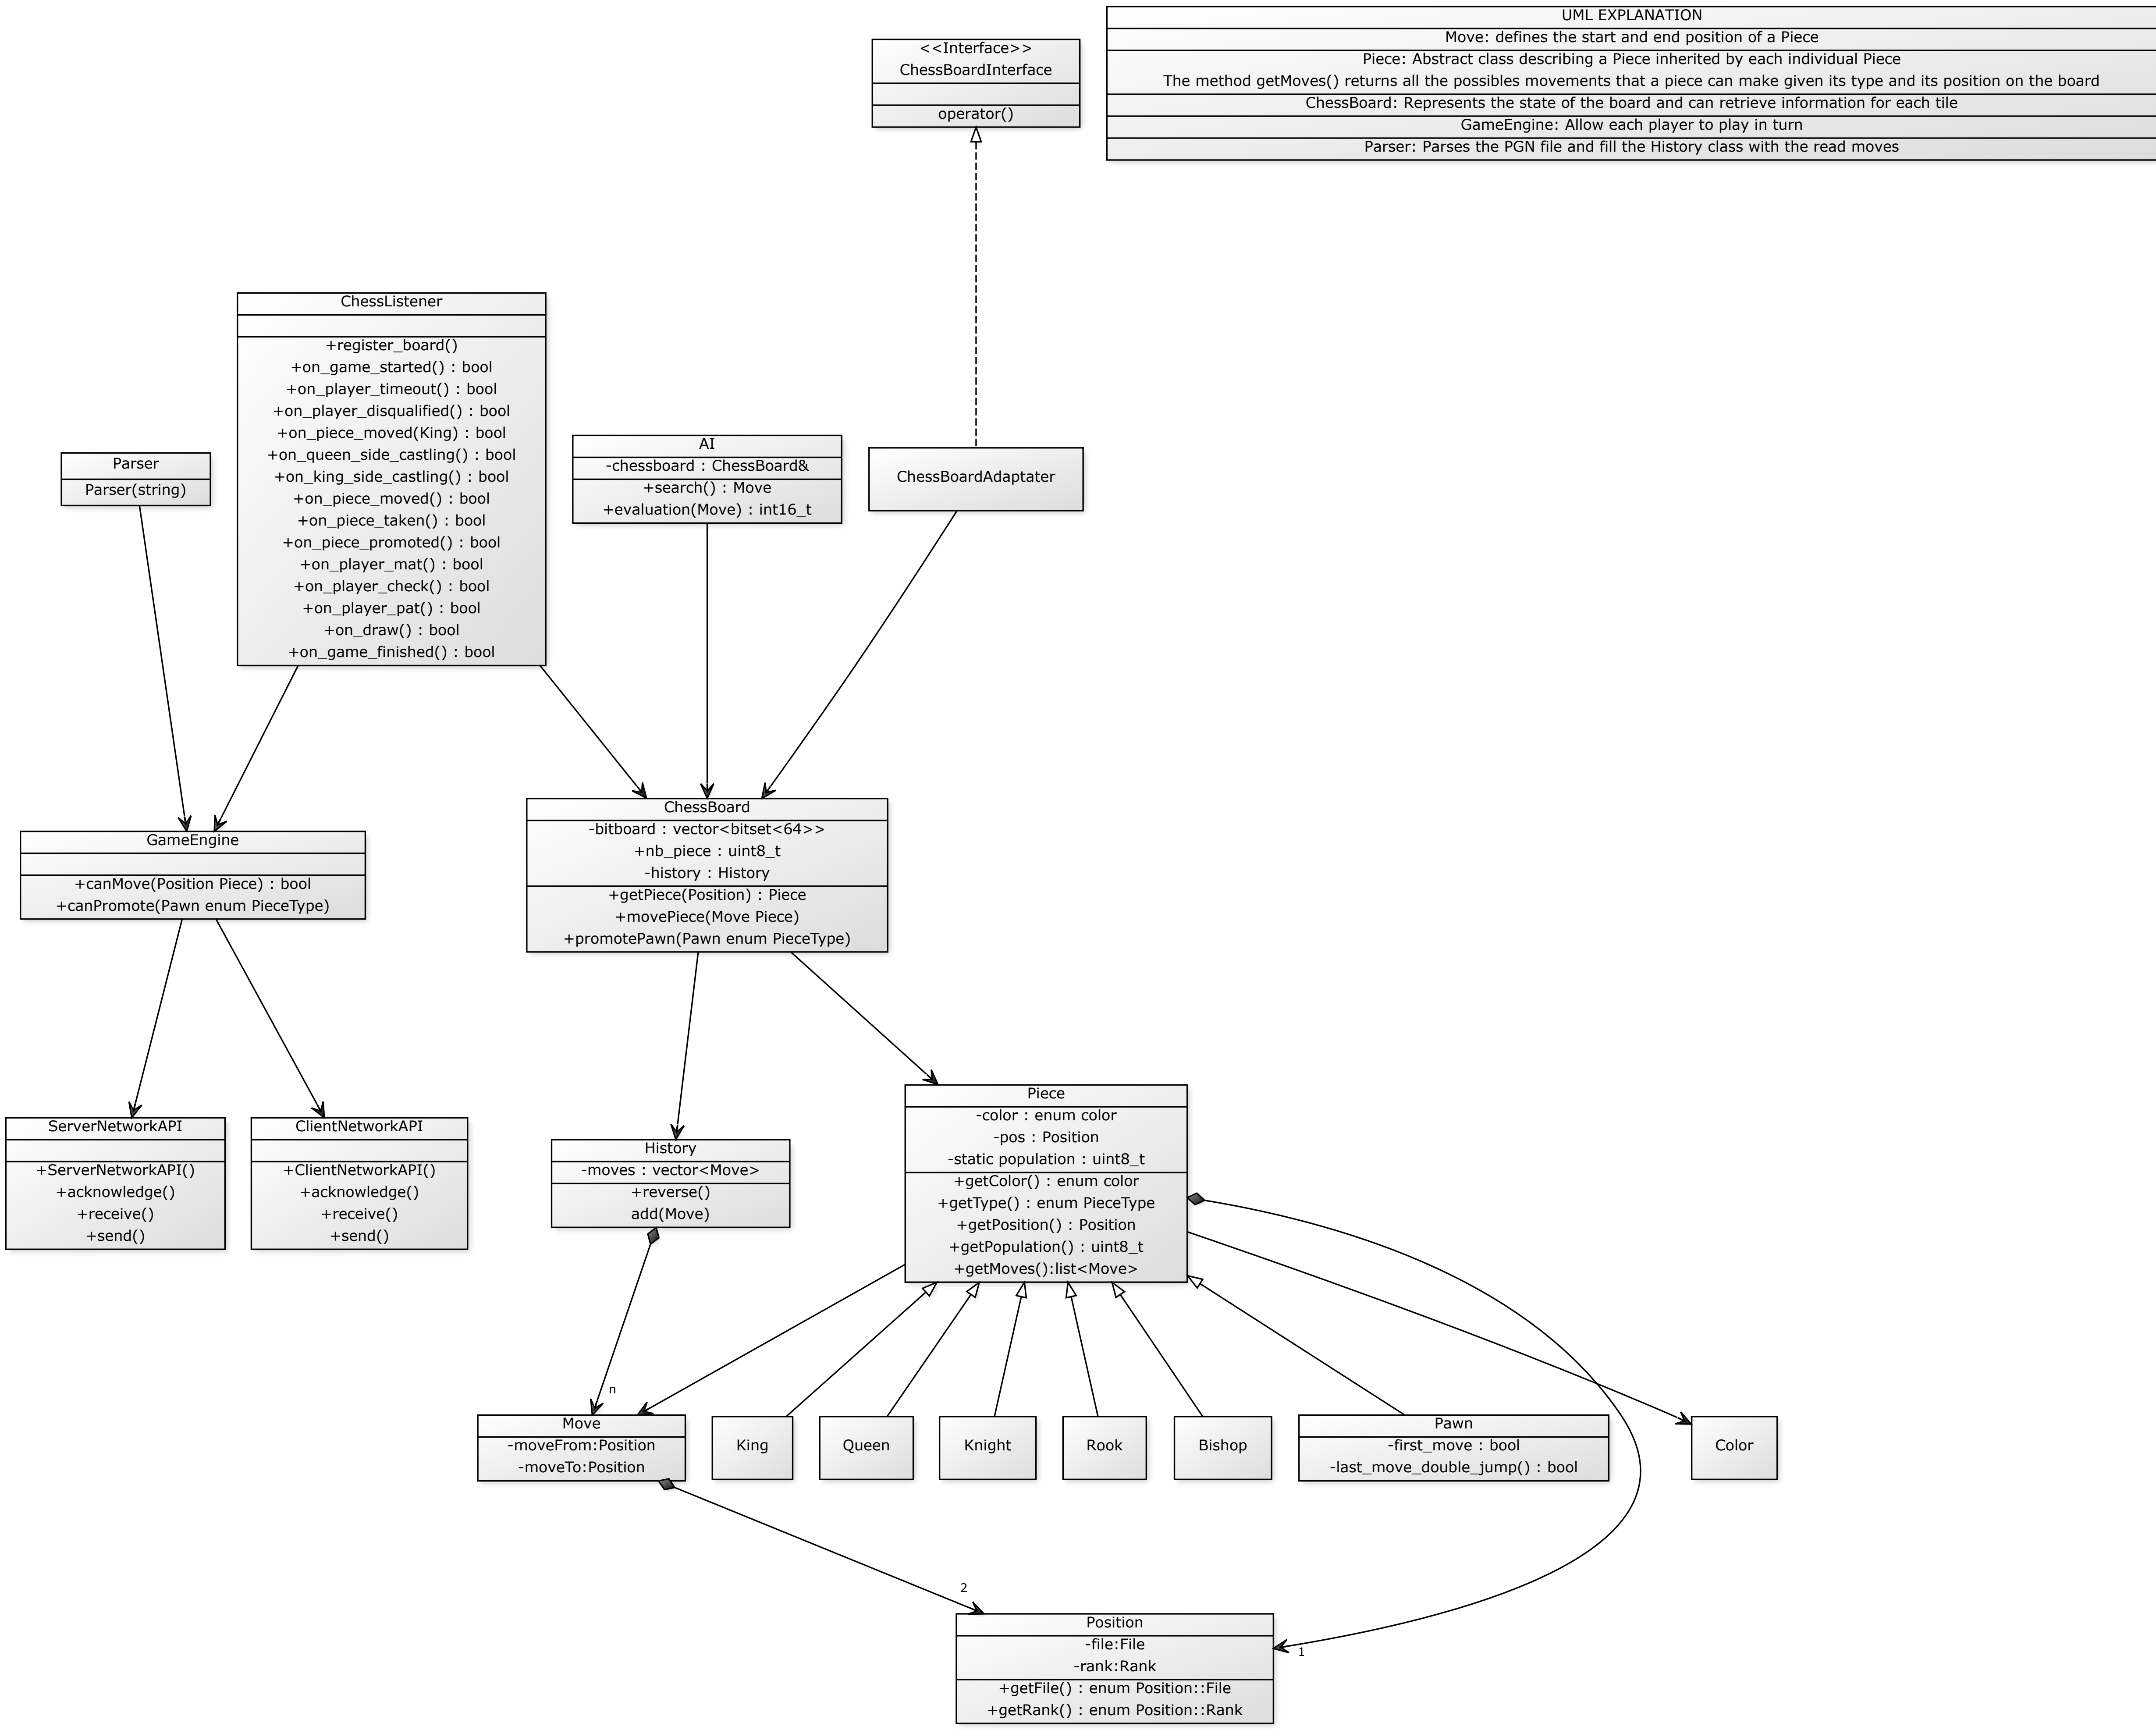 UML EXPLANATION
Move: defines the start and end position of a Piece
Piece: Abstract class describing a Piece inherited by each individual Piece
The method getMoves() returns all the possibles movements that a piece can make given its type and its position on the board
ChessBoard: Represents the state of the board and can retrieve information for each tile
GameEngine: Allow each player to play in turn
Parser: Parses the PGN file and fill the History class with the read moves
<<Interface>>
ChessBoardInterface
operator()
ChessListener
+register_board()
+on_game_started() : bool
+on_player_timeout() : bool
+on_player_disqualified() : bool
+on_piece_moved(King) : bool
+on_queen_side_castling() : bool
+on_king_side_castling() : bool
+on_piece_moved() : bool
+on_piece_taken() : bool
+on_piece_promoted() : bool
+on_player_mat() : bool
+on_player_check() : bool
+on_player_pat() : bool
+on_draw() : bool
+on_game_finished() : bool
Parser
Parser(string)
AI
-chessboard : ChessBoard&
+search() : Move
+evaluation(Move) : int16_t
ChessBoardAdaptater
GameEngine
+canMove(Position Piece) : bool
+canPromote(Pawn enum PieceType)
ChessBoard
-bitboard : vector<bitset<64>>
+nb_piece : uint8_t
-history : History
+getPiece(Position) : Piece
+movePiece(Move Piece)
+promotePawn(Pawn enum PieceType)
ServerNetworkAPI
+ServerNetworkAPI()
+acknowledge()
+receive()
+send()
ClientNetworkAPI
+ClientNetworkAPI()
+acknowledge()
+receive()
+send()
History
-moves : vector<Move>
+reverse()
add(Move)
Piece
-color : enum color
-pos : Position
-static population : uint8_t
+getColor() : enum color
+getType() : enum PieceType
+getPosition() : Position
+getPopulation() : uint8_t
+getMoves():list<Move>
n
Move
-moveFrom:Position
-moveTo:Position
King
Queen
Knight
Rook
Bishop
Pawn
-first_move : bool
-last_move_double_jump() : bool
Color
2
1
Position
-file:File
-rank:Rank
+getFile() : enum Position::File
+getRank() : enum Position::Rank